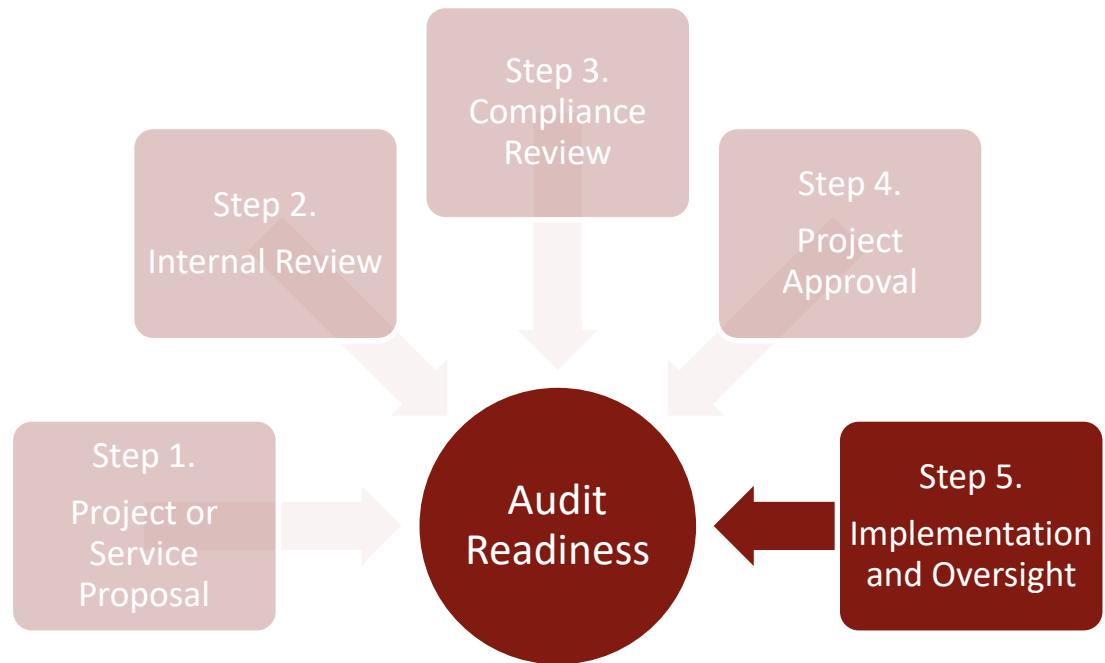 Step 1.
Project or
Service
Proposal
Step 2.
Internal Review
Step 3.
Compliance
Review
Step 4.
Project
Approval
Step 5.
Implementation
and Oversight
Audit
Readiness